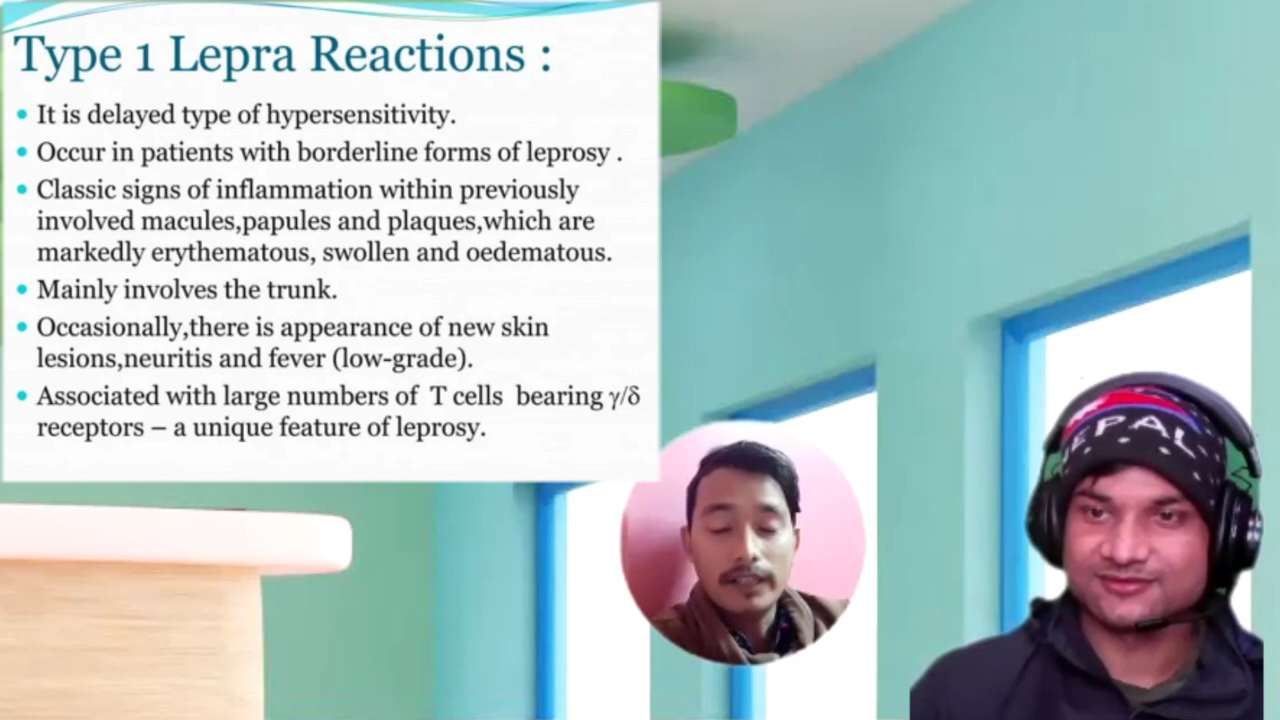 Type 1 Lepra Reactions :
• It is delayed type of hypersensitivity.
• Occur in patients with borderline forms of leprosy .
• Classic signs of inflammation within previously
involved macules,papules and plaques,which are
markedly erythematous, swollen and oedematous.
• Mainly involves the trunk.
• Occasionally,there is appearance of new skin
lesions,neuritis and fever (low-grade).
• Associated with large numbers of T cells bearing γ/δ
receptors – a unique feature of leprosy.
EPAL